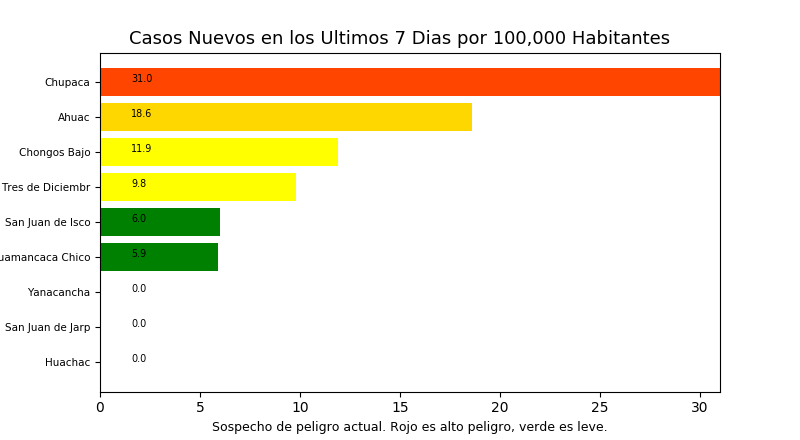 Casos Nuevos en los Ultimos 7 Dias por 100,000 Habitantes
Chupaca 31.0
Ahuac 18.6
Chongos Bajo 11.9
Tres de Diciembr 9.8
San Juan de Isco 6.0
uamancaca Chico 5.9
Yanacancha 0.0
San Juan de Jarp 0.0
Huachac 0.0
0 5 10 15 20 25 30
Sospecho de peligro actual. Rojo es alto peligro, verde es leve.